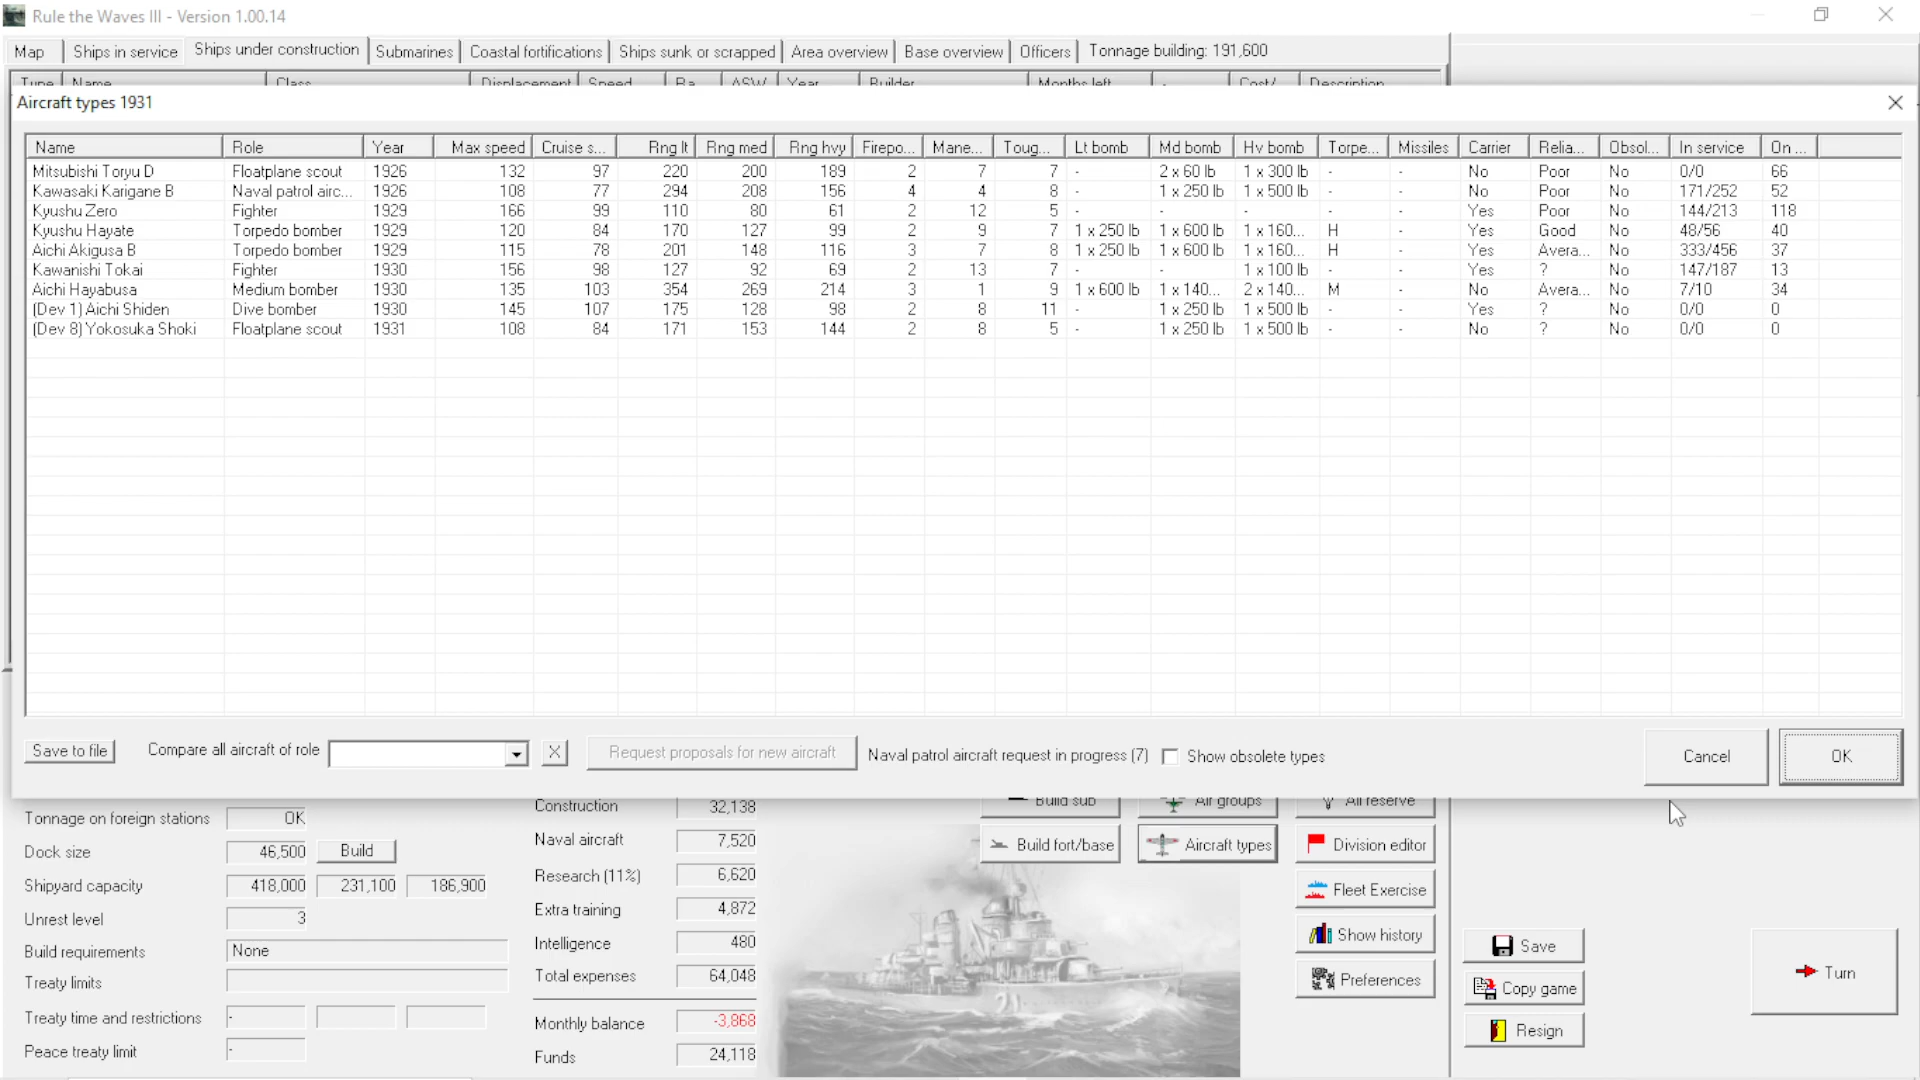 Rule the Waves III - Version 1.00.14
Map Ships in service Ships under construction Submarines Coastal fortifications Ships sunk or scrapped Area overview Base overview Officers Tonnage building: 191,600
Type Name Class Displacement Speed Ra ASW Year Builder Months left - Cost/ Description
Aircraft types 1931
Name Role Year Max speed Cruise s... Rng lt Rng med Rng hvy Firepo... Mane... Toug... Lt bomb Md bomb Hv bomb Torpe... Missiles Carrier Relia... Obsol... In service On ...
Mitsubishi Toryu D Floatplane scout 1926 132 97 220 200 189 2 7 7 - 2 x 60 lb 1 x 300 lb - - No Poor No 0/0 66
Kawasaki Karigane B Naval patrol airc... 1926 108 77 294 208 156 4 4 8 - 1 x 250 lb 1 x 500 lb - - No Poor No 171/252 52
Kyushu Zero Fighter 1929 166 99 110 80 61 2 12 5 - - - - - Yes Poor No 144/213 118
Kyushu Hayate Torpedo bomber 1929 120 84 170 127 99 2 9 7 1 x 250 lb 1 x 600 lb 1 x 160... H - Yes Good No 48/56 40
Aichi Akigusa B Torpedo bomber 1929 115 78 201 148 116 3 7 8 1 x 250 lb 1 x 600 lb 1 x 160... H - Yes Avera... No 333/456 37
Kawanishi Tokai Fighter 1930 156 98 127 92 69 2 13 7 - - 1 x 100 lb - - Yes ? No 147/187 13
Aichi Hayabusa Medium bomber 1930 135 103 354 269 214 3 1 9 1 x 600 lb 1 x 140... 2 x 140... M - No Avera... No 7/10 34
(Dev 1) Aichi Shiden Dive bomber 1930 145 107 175 128 98 2 8 11 - 1 x 250 lb 1 x 500 lb - - Yes ? No 0/0 0
(Dev 8) Yokosuka Shoki Floatplane scout 1931 108 84 171 153 144 2 8 5 - 1 x 250 lb 1 x 500 lb - - No ? No 0/0 0
Save to file Compare all aircraft of role X Request proposals for new aircraft Naval patrol aircraft request in progress (7) Show obsolete types Cancel OK
Construction 32,138 Build sub Air groups All reserve
Tonnage on foreign stations OK
Naval aircraft 7,520 Build fort/base Aircraft types Division editor
Dock size 46,500 Build
Research (11%) 6,620
Shipyard capacity 418,000 231,100 186,900 Fleet Exercise
Extra training 4,872
Unrest level 3
Intelligence 480 Show history Save
Build requirements None
Total expenses 64,048 Preferences Turn
Treaty limits Copy game
Treaty time and restrictions -
Monthly balance -3,868 Resign
Peace treaty limit -
Funds 24,118